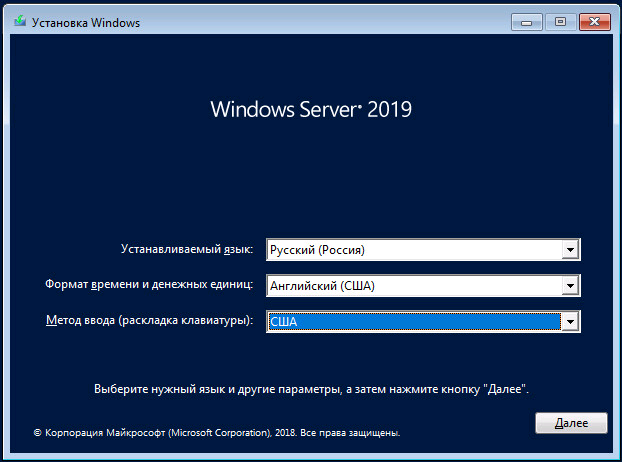 Установка Windows
Windows Server® 2019
Устанавливаемый язык: Русский (Россия)
Формат времени и денежных единиц: Английский (США)
Метод ввода (раскладка клавиатуры): США
Выберите нужный язык и другие параметры, а затем нажмите кнопку "Далее".
Далее
© Корпорация Майкрософт (Microsoft Corporation), 2018. Все права защищены.